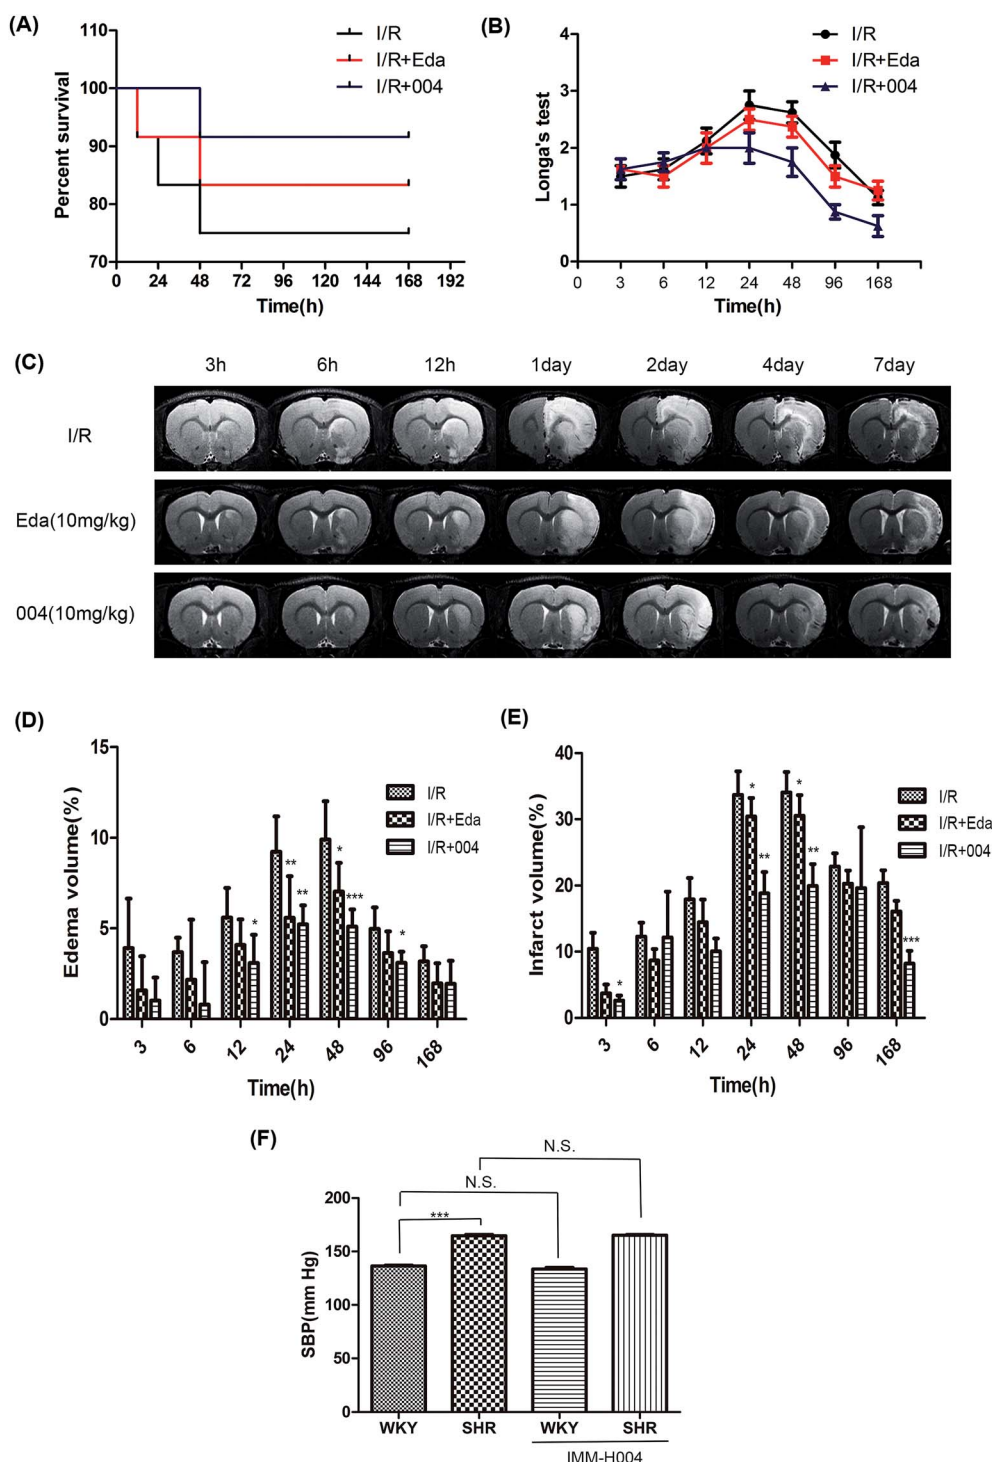 (A)
110
100
90
80
70
Percent survival
0 24 48 72 96 120 144 168 192
Time(h)
I/R
I/R+Eda
I/R+004
(B)
4
3
2
1
0
Longa's test
0 3 6 12 24 48 96 168
Time(h)
I/R
I/R+Eda
I/R+004
(C)
3h 6h 12h 1day 2day 4day 7day
I/R
Eda(10mg/kg)
004(10mg/kg)
(D)
15
10
5
0
Edema volume(%)
* ** ** * *** *
3 6 12 24 48 96 168
Time(h)
I/R
I/R+Eda
I/R+004
(E)
40
30
20
10
0
Infarct volume(%)
* * ** * ** ***
3 6 12 24 48 96 168
Time(h)
I/R
I/R+Eda
I/R+004
(F)
N.S.
N.S.
***
200
150
100
50
0
SBP(mm Hg)
WKY SHR WKY SHR
IMM-H004